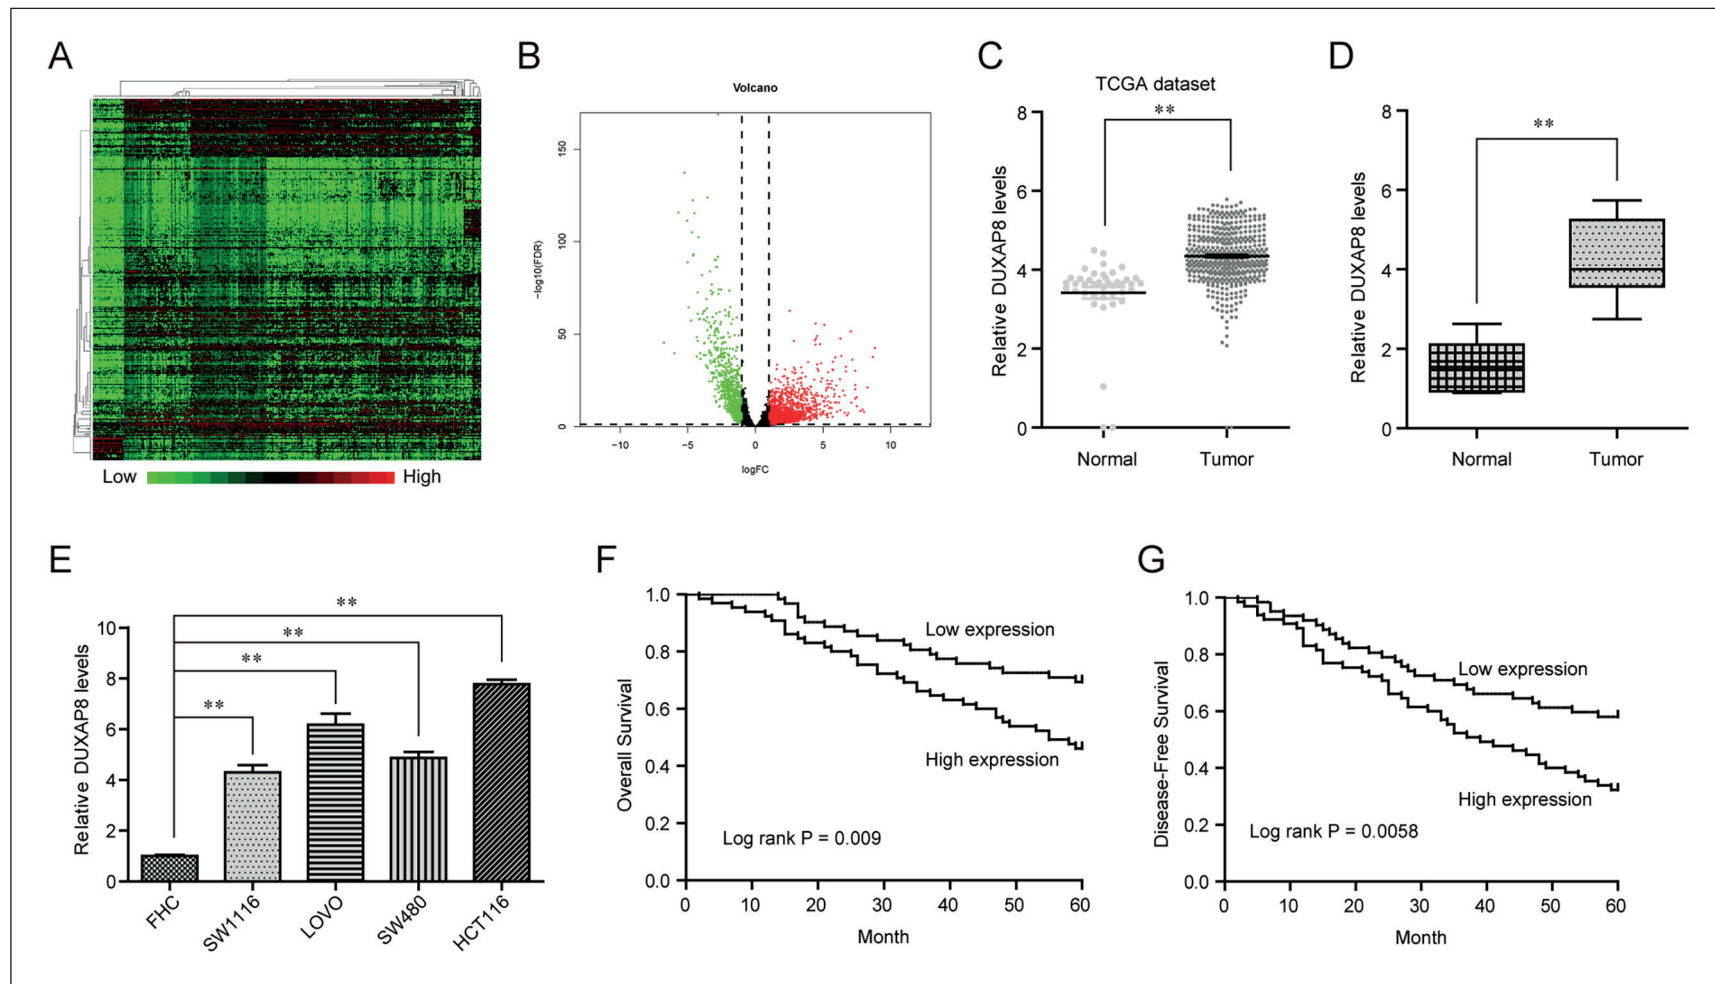 A
Low
High
B
Volcano
-log10(FDR)
150
100
50
0
-10
-5
0
5
10
logFC
C
TCGA dataset
**
Relative DUXAP8 levels
8
6
4
2
0
Normal
Tumor
D
**
Relative DUXAP8 levels
8
6
4
2
0
Normal
Tumor
E
**
**
**
**
Relative DUXAP8 levels
10
8
6
4
2
0
FHC
SW1116
LOVO
SW480
HCT116
F
Overall Survival
1.0
0.8
0.6
0.4
0.2
0.0
Low expression
High expression
Log rank P = 0.009
0
10
20
30
40
50
60
Month
G
Disease-Free Survival
1.0
0.8
0.6
0.4
0.2
0.0
Low expression
High expression
Log rank P = 0.0058
0
10
20
30
40
50
60
Month